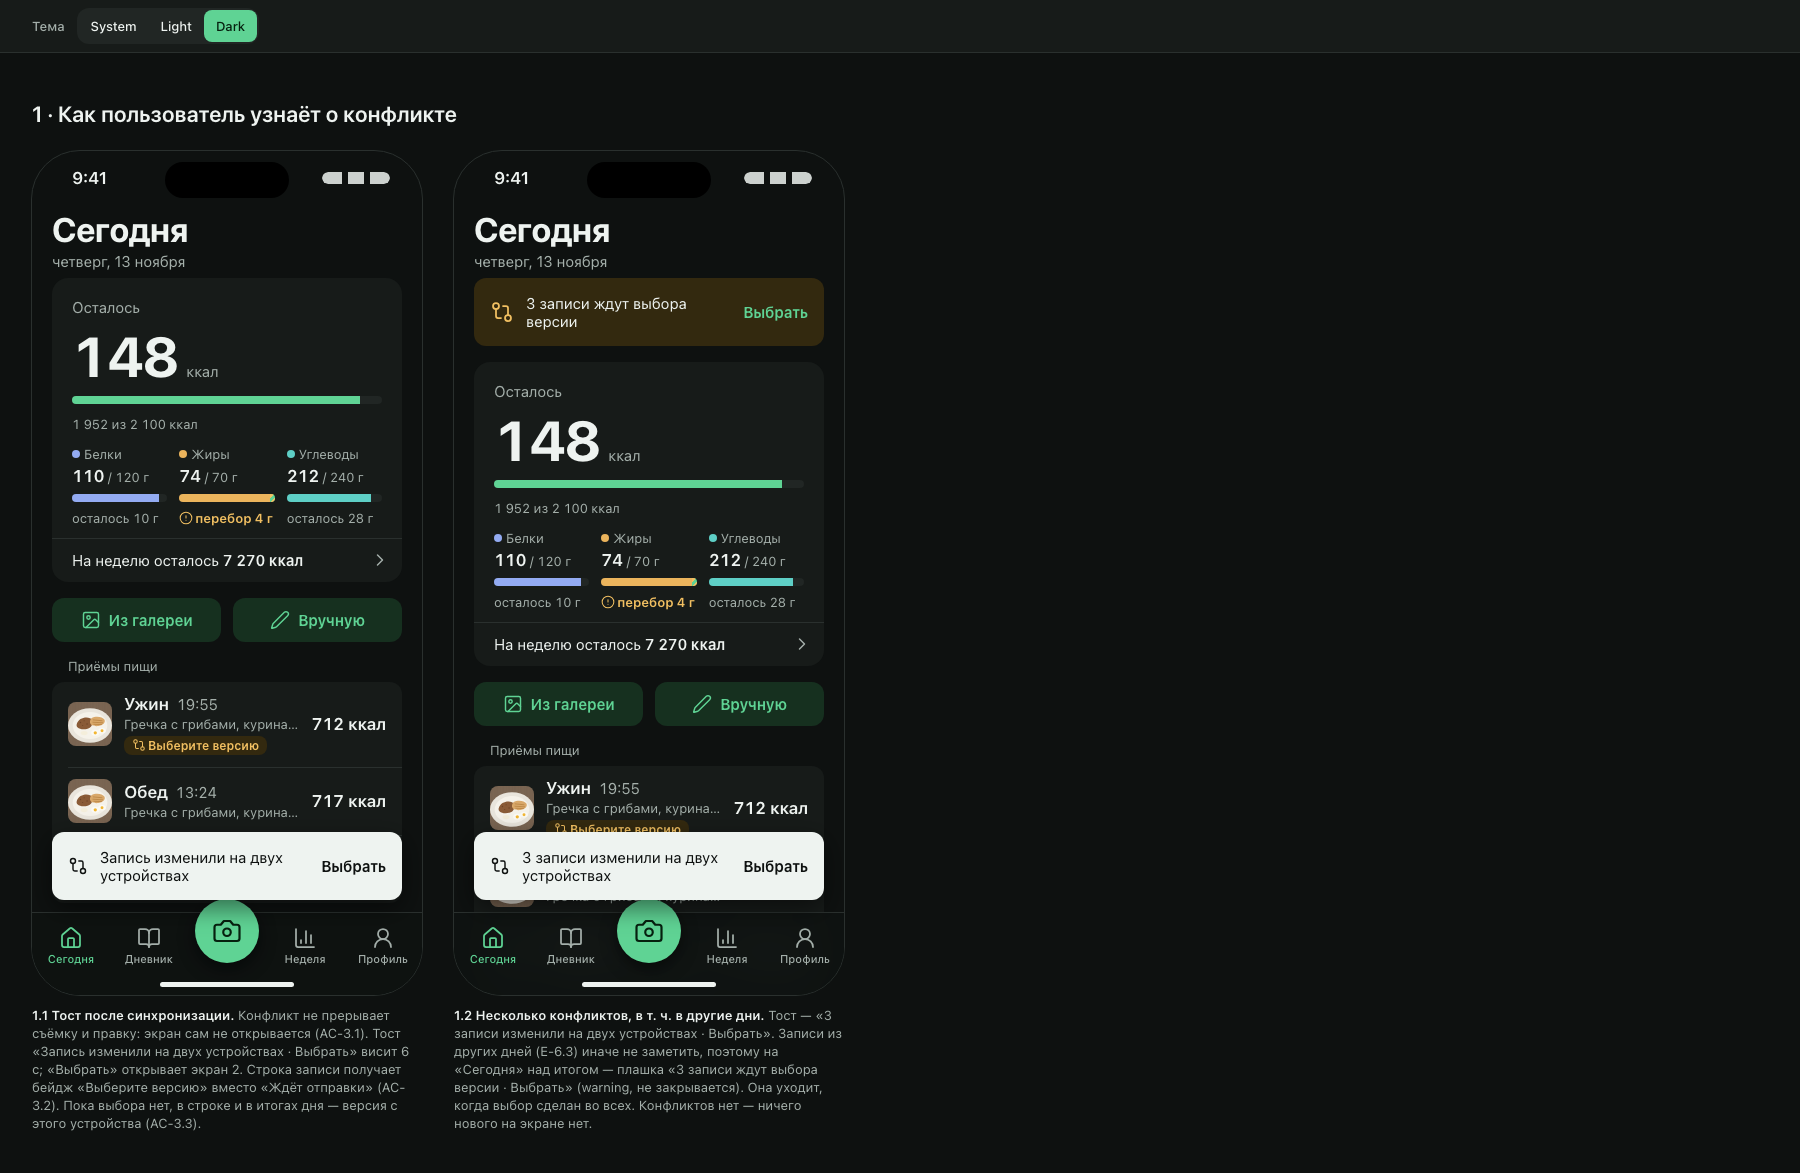 Тема System Light Dark
1 · Как пользователь узнаёт о конфликте
9:41
Сегодня
четверг, 13 ноября
Осталось
148 ккал
1 952 из 2 100 ккал
Белки Жиры Углеводы
110 / 120 г 74 / 70 г 212 / 240 г
осталось 10 г перебор 4 г осталось 28 г
На неделю осталось 7 270 ккал
Из галереи Вручную
Приёмы пищи
Ужин 19:55
Гречка с грибами, курина... 712 ккал
Выберите версию
Обед 13:24
Гречка с грибами, курина... 717 ккал
Запись изменили на двух
устройствах
Выбрать
Сегодня Дневник Неделя Профиль
1.1 Тост после синхронизации. Конфликт не прерывает
съёмку и правку: экран сам не открывается (AC-3.1). Тост
«Запись изменили на двух устройствах · Выбрать» висит 6
с; «Выбрать» открывает экран 2. Строка записи получает
бейдж «Выберите версию» вместо «Ждёт отправки» (AC-
3.2). Пока выбора нет, в строке и в итогах дня — версия с
этого устройства (AC-3.3).
9:41
Сегодня
четверг, 13 ноября
3 записи ждут выбора
версии
Выбрать
Осталось
148 ккал
1 952 из 2 100 ккал
Белки Жиры Углеводы
110 / 120 г 74 / 70 г 212 / 240 г
осталось 10 г перебор 4 г осталось 28 г
На неделю осталось 7 270 ккал
Из галереи Вручную
Приёмы пищи
Ужин 19:55
Гречка с грибами, курина... 712 ккал
Выберите версию
3 записи изменили на двух
устройствах
Выбрать
Сегодня Дневник Неделя Профиль
1.2 Несколько конфликтов, в т. ч. в другие дни. Тост — «3
записи изменили на двух устройствах · Выбрать». Записи из
других дней (E-6.3) иначе не заметить, поэтому на
«Сегодня» над итогом — плашка «3 записи ждут выбора
версии · Выбрать» (warning, не закрывается). Она уходит,
когда выбор сделан во всех. Конфликтов нет — ничего
нового на экране нет.